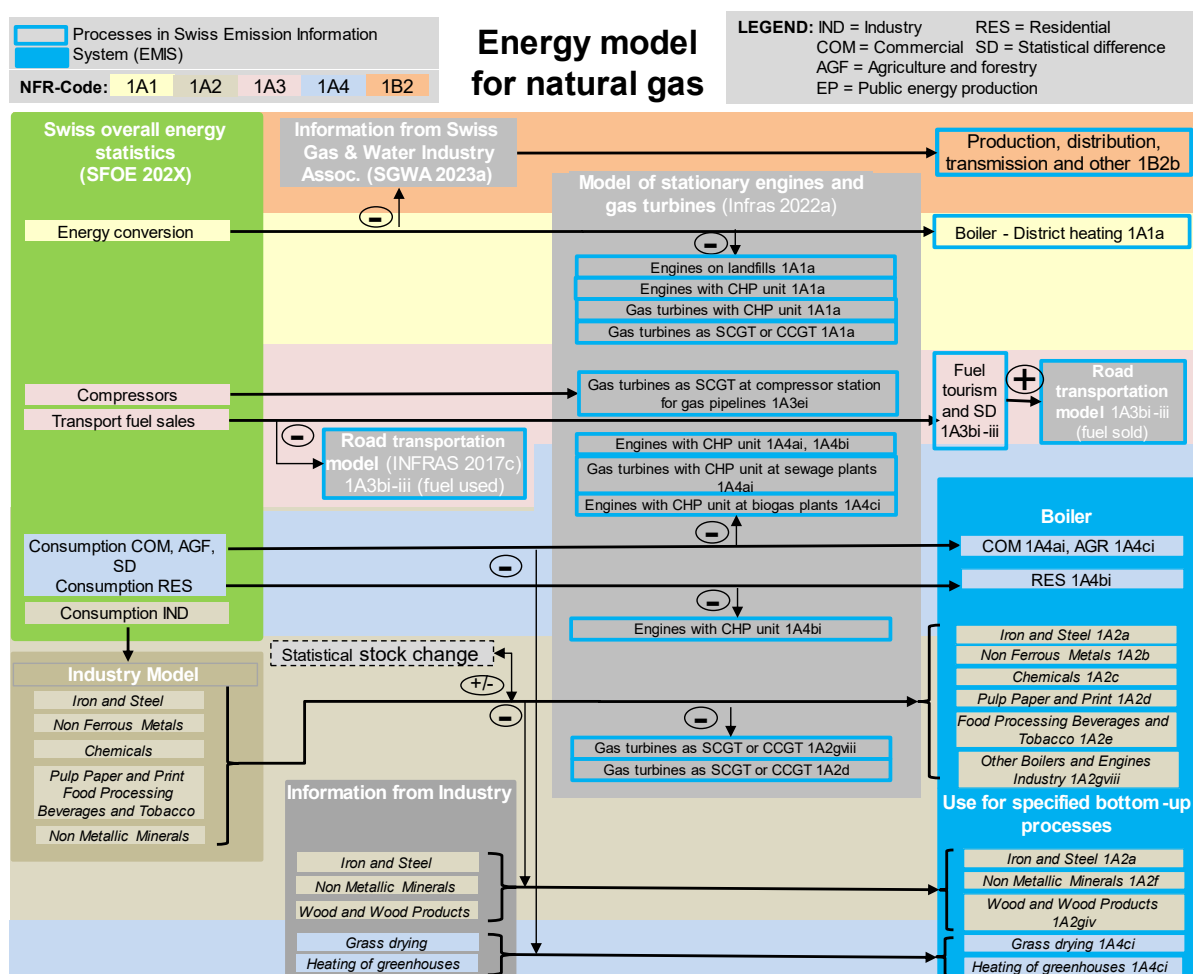 Processes in Swiss Emission Information
System (EMIS)
NFR-Code: 1A1 1A2 1A3 1A4 1B2
Energy model
for natural gas
LEGEND: IND = Industry RES = Residential
COM = Commercial SD = Statistical difference
AGF = Agriculture and forestry
EP = Public energy production
Swiss overall energy
statistics
(SFOE 202X)
Information from Swiss
Gas & Water Industry
Assoc. (SGWA 2023a)
Production, distribution,
transmission and other 1B2b
Model of stationary engines and
gas turbines (Infras 2022a)
-
Energy conversion
-
Boiler - District heating 1A1a
Engines on landfills 1A1a
Engines with CHP unit 1A1a
Gas turbines with CHP unit 1A1a
Gas turbines as SCGT or CCGT 1A1a
Compressors
Gas turbines as SCGT at compressor station
for gas pipelines 1A3ei
Transport fuel sales
-
Fuel
tourism
and SD
1A3bi-iii
+
Road
transportation
model 1A3bi-iii
(fuel sold)
Road transportation
model (INFRAS 2017c)
1A3bi-iii (fuel used)
Engines with CHP unit 1A4ai, 1A4bi
Gas turbines with CHP unit at sewage plants
1A4ai
Engines with CHP unit at biogas plants 1A4ci
-
Boiler
Consumption COM, AGF,
SD
Consumption RES
Consumption IND
-
COM 1A4ai, AGR 1A4ci
RES 1A4bi
-
Engines with CHP unit 1A4bi
Statistical stock change
+/-
-
Industry Model
Iron and Steel
Non Ferrous Metals
Chemicals
Pulp Paper and Print
Food Processing
Beverages and Tobacco
Non Metallic Minerals
-
Gas turbines as SCGT or CCGT 1A2gviii
Gas turbines as SCGT or CCGT 1A2d
Iron and Steel 1A2a
Non Ferrous Metals 1A2b
Chemicals 1A2c
Pulp Paper and Print 1A2d
Food Processing Beverages and
Tobacco 1A2e
Other Boilers and Engines
Industry 1A2gviii
Information from Industry
Iron and Steel
Non Metallic Minerals
Wood and Wood Products
Grass drying
Heating of greenhouses
Use for specified bottom-up
processes
Iron and Steel 1A2a
Non Metallic Minerals 1A2f
Wood and Wood Products
1A2giv
Grass drying 1A4ci
Heating of greenhouses 1A4ci